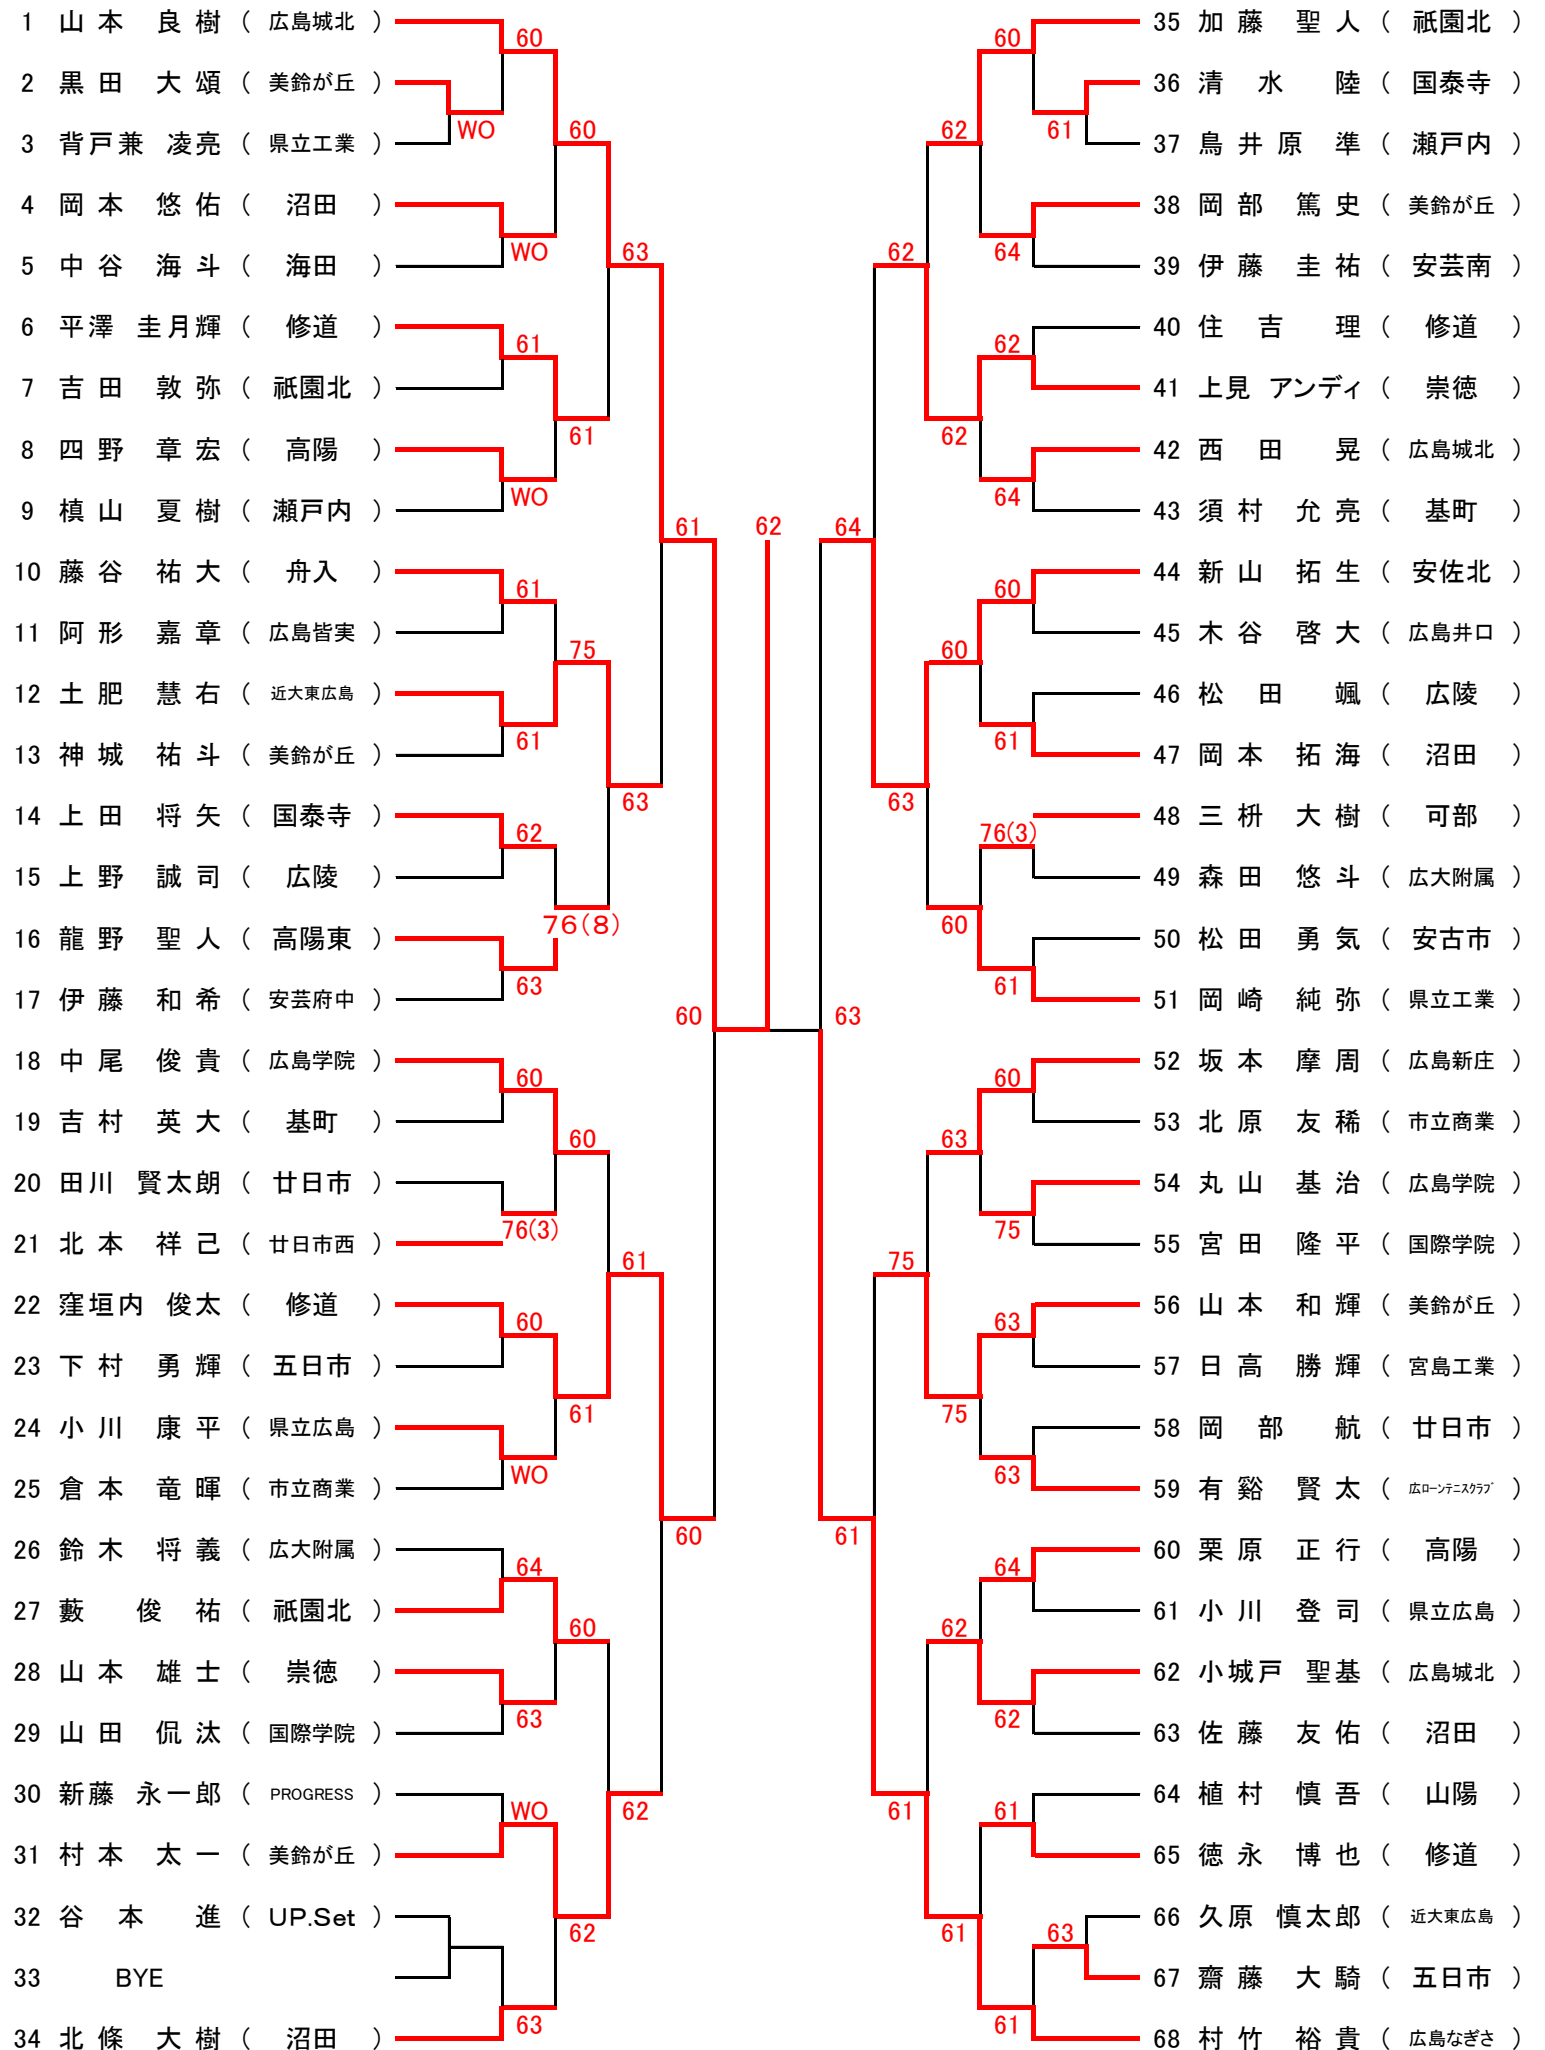 1 山本 良樹 ( 広島城北 )
2 黒田 大頌 ( 美鈴が丘 )
3 背戸兼 凌亮 ( 県立工業 )
4 岡本 悠佑 ( 沼田 )
5 中谷 海斗 ( 海田 )
6 平澤 圭月輝 ( 修道 )
7 吉田 敦弥 ( 祇園北 )
8 四野 章宏 ( 高陽 )
9 槙山 夏樹 ( 瀬戸内 )
10 藤谷 祐大 ( 舟入 )
11 阿形 嘉章 ( 広島皆実 )
12 土肥 慧右 ( 近大東広島 )
13 神城 祐斗 ( 美鈴が丘 )
14 上田 将矢 ( 国泰寺 )
15 上野 誠司 ( 広陵 )
16 龍野 聖人 ( 高陽東 )
17 伊藤 和希 ( 安芸府中 )
18 中尾 俊貴 ( 広島学院 )
19 吉村 英大 ( 基町 )
20 田川 賢太朗 ( 廿日市 )
21 北本 祥己 ( 廿日市西 )
22 窪垣内 俊太 ( 修道 )
23 下村 勇輝 ( 五日市 )
24 小川 康平 ( 県立広島 )
25 倉本 竜暉 ( 市立商業 )
26 鈴木 将義 ( 広大附属 )
27 藪 俊祐 ( 祇園北 )
28 山本 雄士 ( 崇徳 )
29 山田 侃汰 ( 国際学院 )
30 新藤 永一郎 ( PROGRESS )
31 村本 太一 ( 美鈴が丘 )
32 谷本 進 ( UP.Set )
33 BYE
34 北條 大樹 ( 沼田 )
60
WO
WO
61
WO
61
61
62
63
60
76(3)
60
WO
64
63
WO
63
60
61
75
76(8)
60
61
60
62
63
63
61
62
61
60
60
62
63
64
61
62
63
75
61
62
62
60
60
63
75
62
61
60
61
64
62
64
60
61
76(3)
61
60
75
63
63
64
62
61
63
61
35 加藤 聖人 ( 祇園北 )
36 清水 陸 ( 国泰寺 )
37 鳥井原 準 ( 瀬戸内 )
38 岡部 篤史 ( 美鈴が丘 )
39 伊藤 圭祐 ( 安芸南 )
40 住吉 理 ( 修道 )
41 上見 アンディ ( 崇徳 )
42 西田 晃 ( 広島城北 )
43 須村 允亮 ( 基町 )
44 新山 拓生 ( 安佐北 )
45 木谷 啓大 ( 広島井口 )
46 松田 颯 ( 広陵 )
47 岡本 拓海 ( 沼田 )
48 三枡 大樹 ( 可部 )
49 森田 悠斗 ( 広大附属 )
50 松田 勇気 ( 安古市 )
51 岡崎 純弥 ( 県立工業 )
52 坂本 摩周 ( 広島新庄 )
53 北原 友稀 ( 市立商業 )
54 丸山 基治 ( 広島学院 )
55 宮田 隆平 ( 国際学院 )
56 山本 和輝 ( 美鈴が丘 )
57 日高 勝輝 ( 宮島工業 )
58 岡部 航 ( 廿日市 )
59 有谿 賢太 ( 広ローンテニスクラブ )
60 栗原 正行 ( 高陽 )
61 小川 登司 ( 県立広島 )
62 小城戸 聖基 ( 広島城北 )
63 佐藤 友佑 ( 沼田 )
64 植村 慎吾 ( 山陽 )
65 徳永 博也 ( 修道 )
66 久原 慎太郎 ( 近大東広島 )
67 齋藤 大騎 ( 五日市 )
68 村竹 裕貴 ( 広島なぎさ )